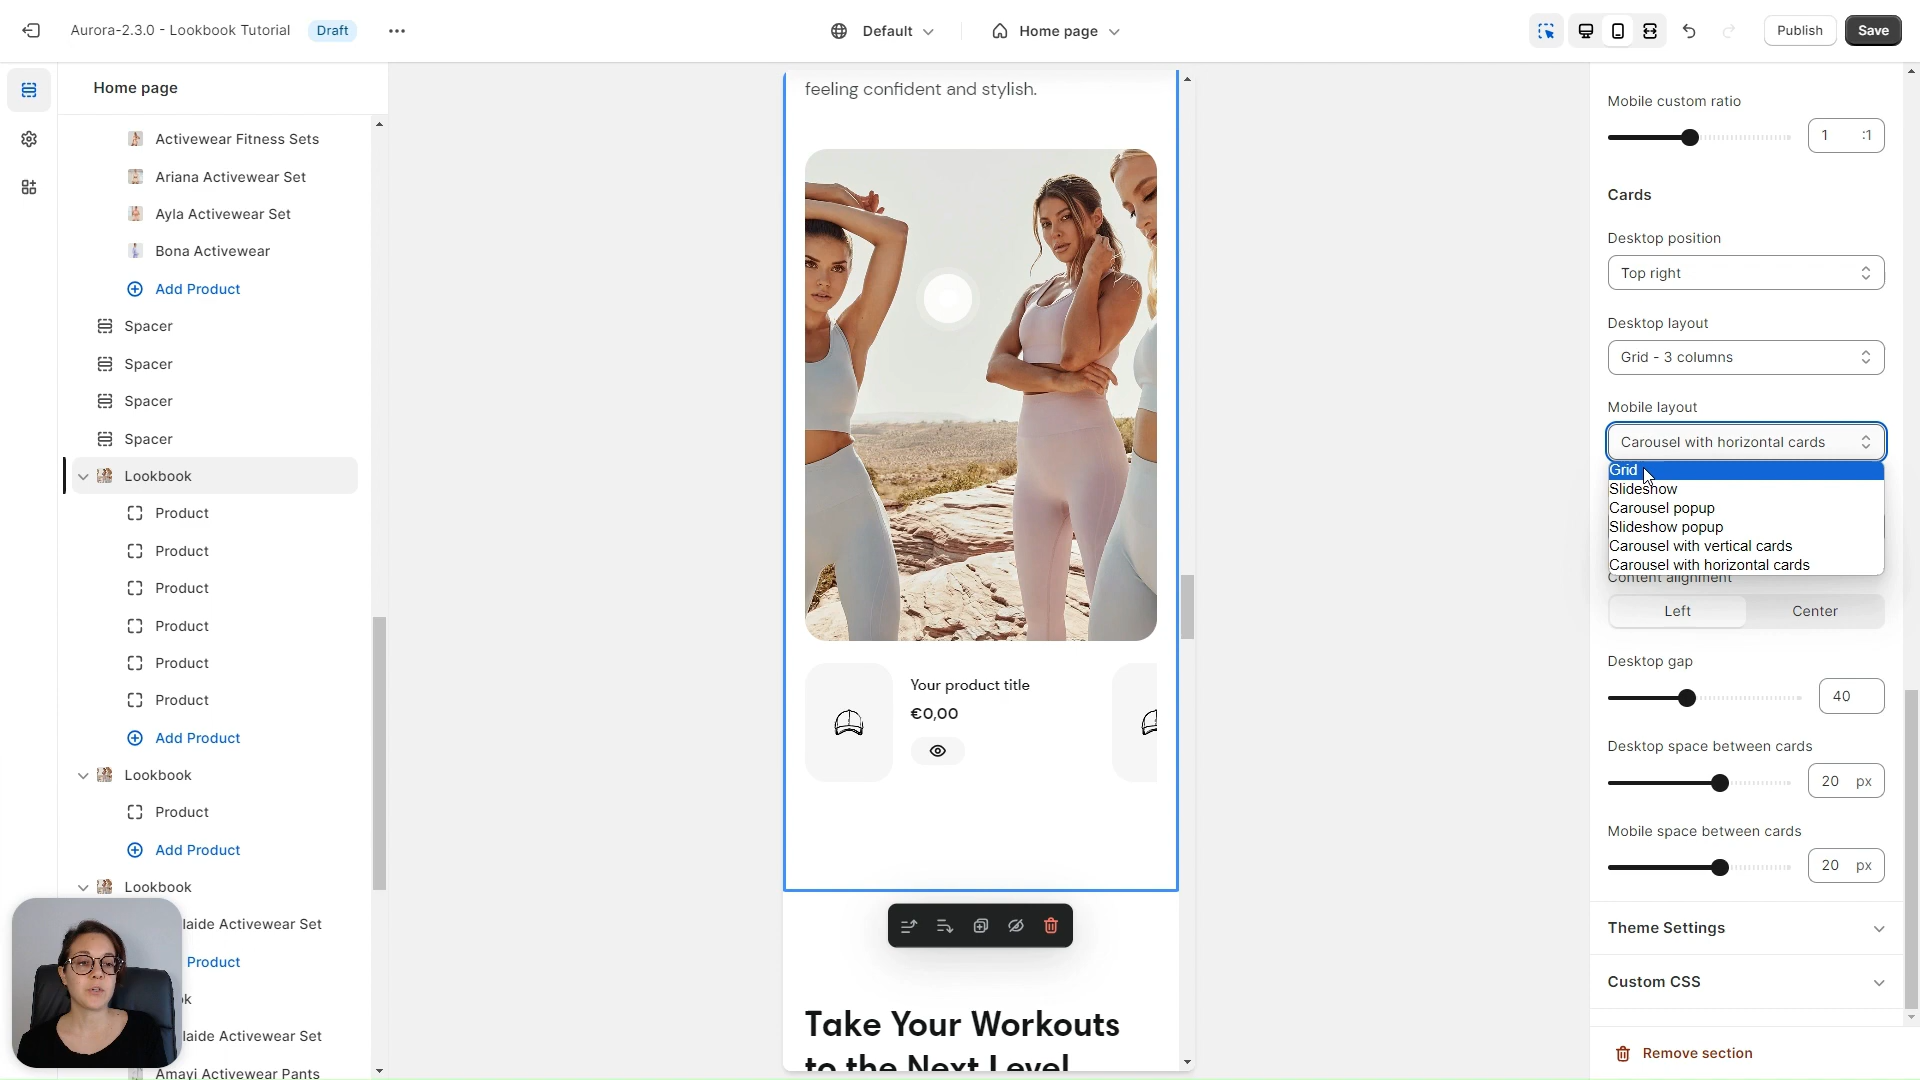 Aurora-2.3.0 - Lookbook Tutorial
Draft
Default
Home page
Publish
Save
Home page
Activewear Fitness Sets
Ariana Activewear Set
Ayla Activewear Set
Bona Activewear
Add Product
Spacer
Spacer
Spacer
Spacer
Lookbook
Product
Product
Product
Product
Product
Product
Add Product
Lookbook
Product
Add Product
Lookbook
laide Activewear Set
Product
ok
laide Activewear Set
Amayi Activewear Pants
feeling confident and stylish.
Your product title
€0,00
Take Your Workouts
to the Next Level
Mobile custom ratio
1 :1
Cards
Desktop position
Top right
Desktop layout
Grid - 3 columns
Mobile layout
Carousel with horizontal cards
Grid
Slideshow
Carousel popup
Slideshow popup
Carousel with vertical cards
Carousel with horizontal cards
Content alignment
Left
Center
Desktop gap
40
Desktop space between cards
20 px
Mobile space between cards
20 px
Theme Settings
Custom CSS
Remove section